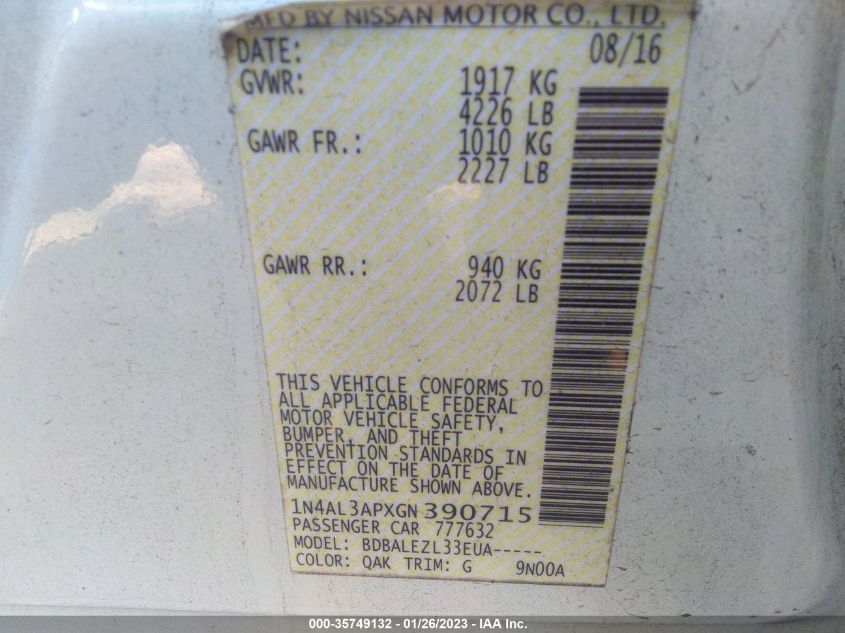 MFD BY NISSAN MOTOR CO., LTD.
DATE: 08/16
GVWR: 1917 KG
4226 LB
GAWR FR.: 1010 KG
2227 LB
GAWR RR.: 940 KG
2072 LB
THIS VEHICLE CONFORMS TO
ALL APPLICABLE FEDERAL
MOTOR VEHICLE SAFETY,
BUMPER, AND THEFT
PREVENTION STANDARDS IN
EFFECT ON THE DATE OF
MANUFACTURE SHOWN ABOVE.
1N4AL3APXGN390715
PASSENGER CAR 777632
MODEL: BDBALEZL33EUA-----
COLOR: QAK TRIM: G 9N00A
000-35749132 - 01/26/2023 - IAA Inc.